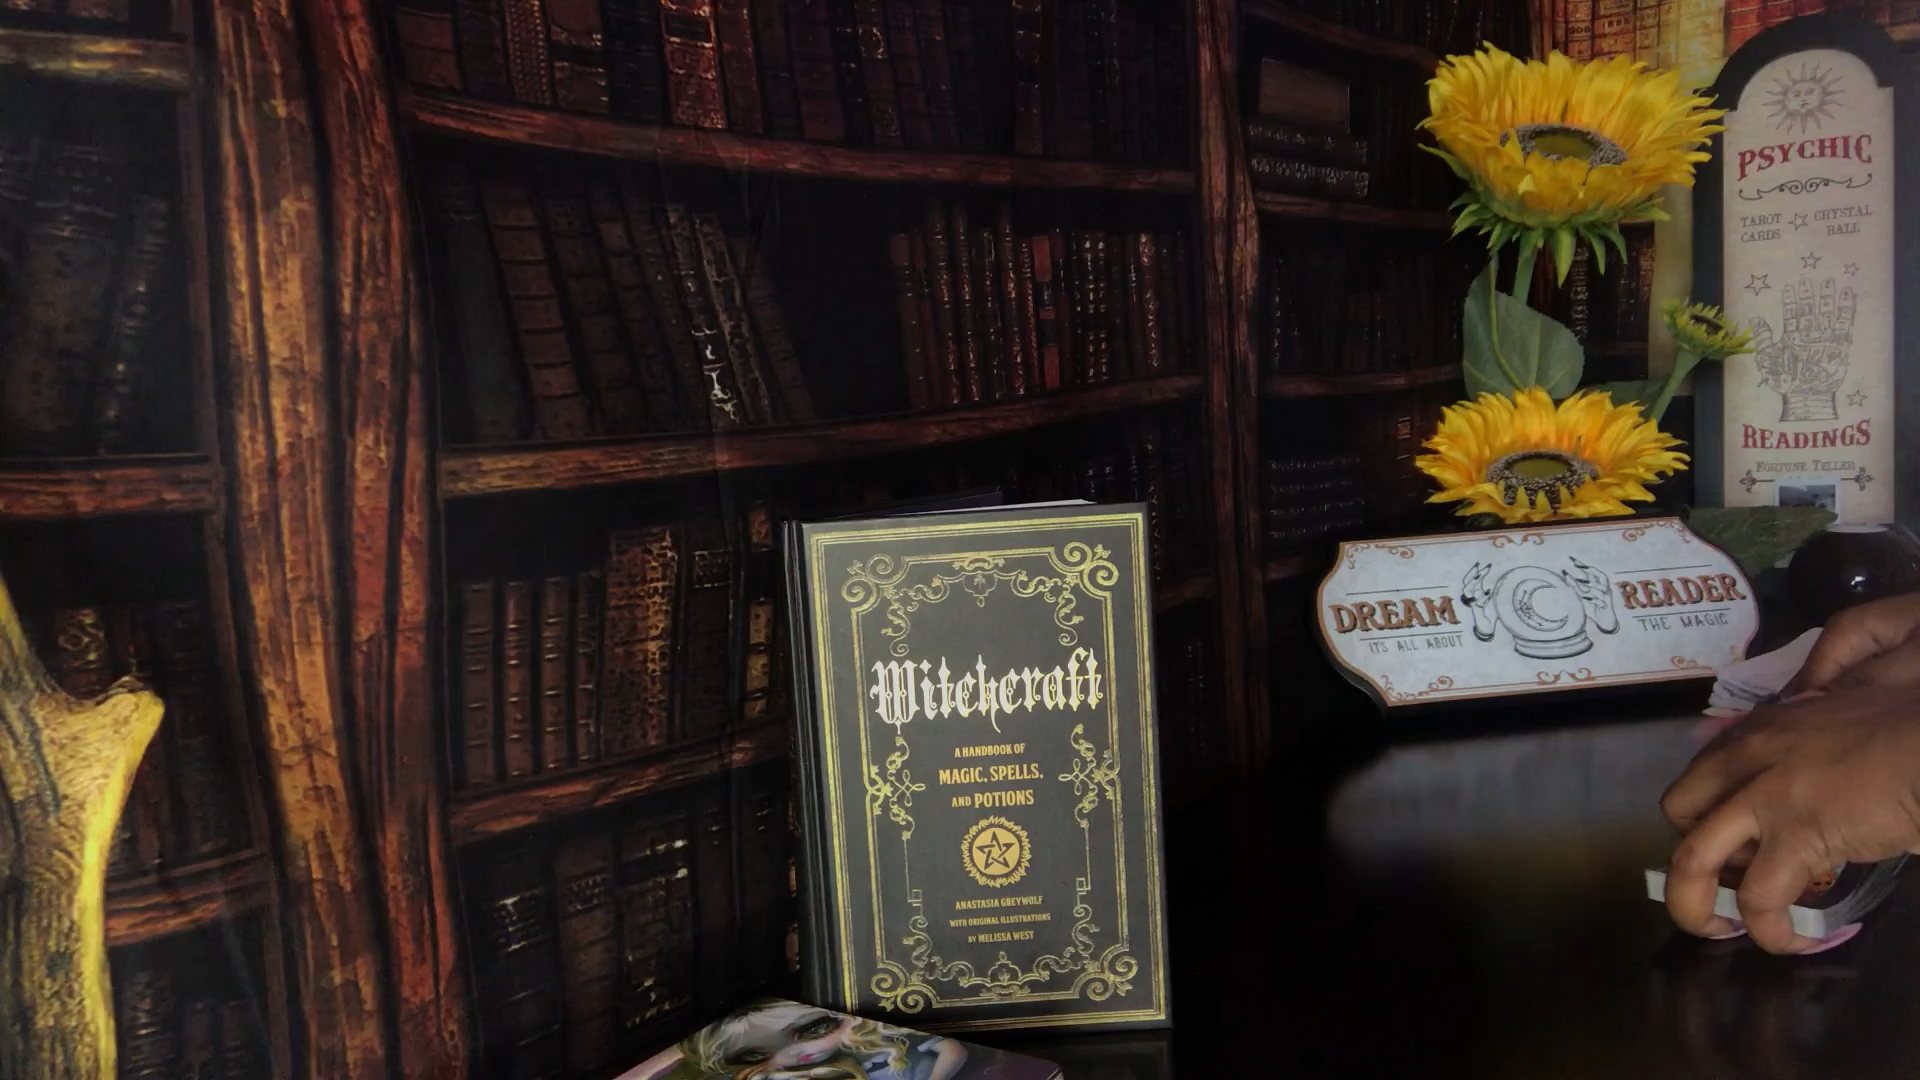 PSYCHIC
TAROT CRYSTAL
CARDS BALL
READINGS
FORTUNE TELLER
DREAM READER
IT'S ALL ABOUT THE MAGIC
Witchcraft
A HANDBOOK OF
MAGIC, SPELLS,
AND POTIONS
ANASTASIA GREYWOLF
WITH ORIGINAL ILLUSTRATIONS
BY MELISSA WEST